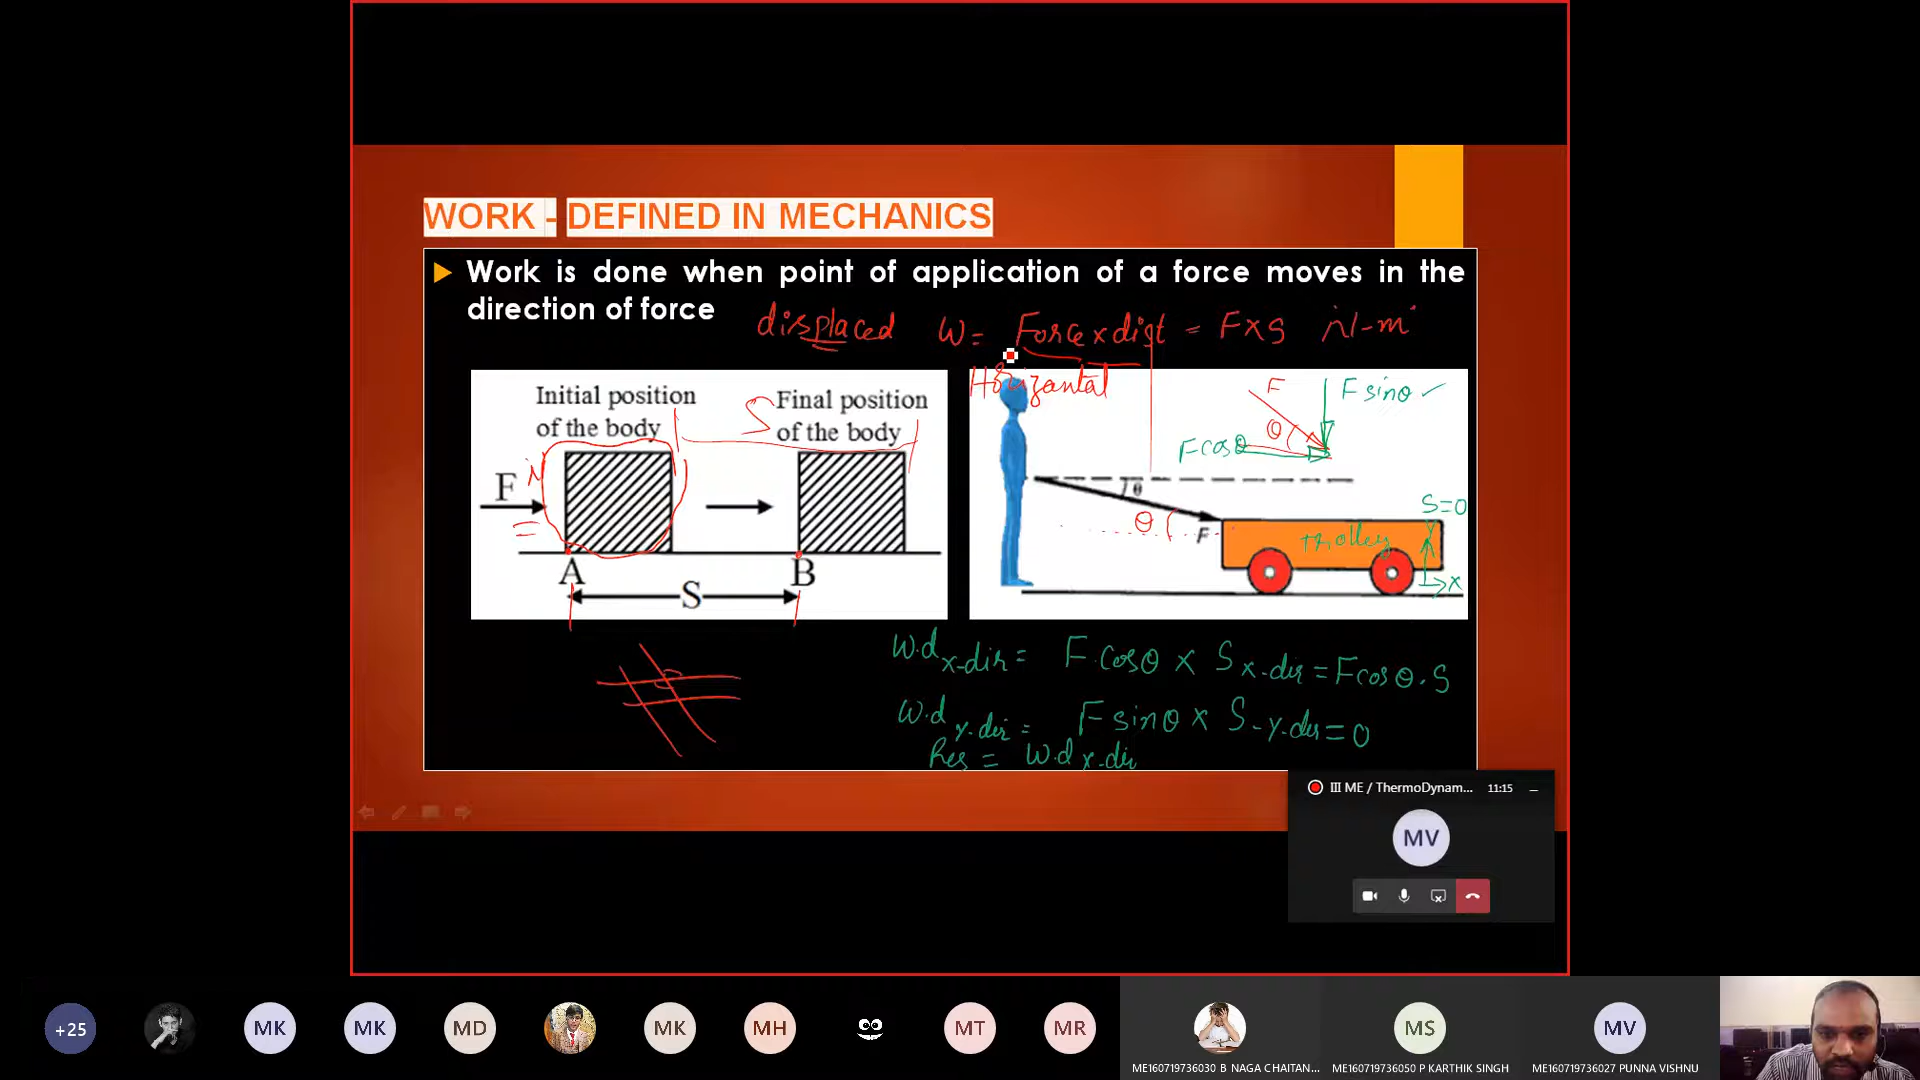 WORK - DEFINED IN MECHANICS
Work is done when point of application of a force moves in the
direction of force
displaced W = Force x dist = F x S N-m
Horizantal
Initial position
of the body
S
Final position
of the body
F
N
A
B
S
F
F sinθ ✓
θ
F cosθ
θ
θ
F
trolley
S=0
Y
x
W.d x-dir = F.cosθ x S x-dir = Fcosθ.S
W.d y.dir = F sinθ x S-y.dir = 0
Res = W.d x-dir
III ME / ThermoDynam... 11:15
MV
+25
MK
MK
MD
MK
MH
MT
MR
MS
MV
ME160719736030 B NAGA CHAITAN...
ME160719736050 P KARTHIK SINGH
ME160719736027 PUNNA VISHNU